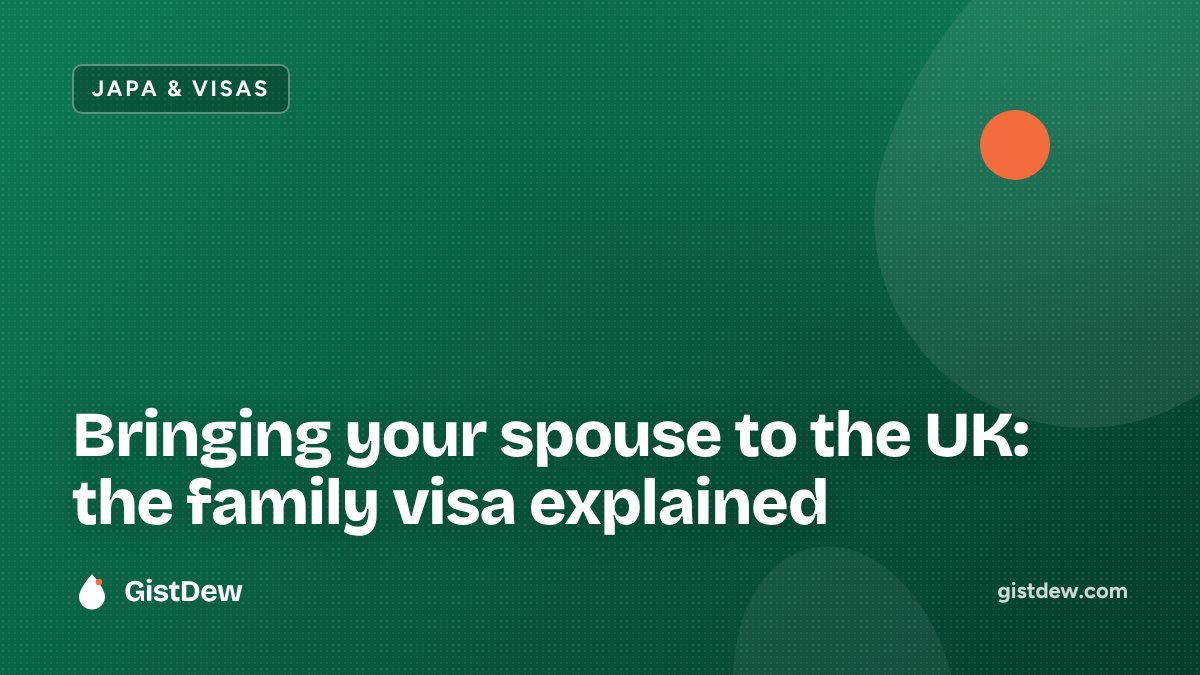 JAPA & VISAS
Bringing your spouse to the UK:
the family visa explained
GistDew
gistdew.com